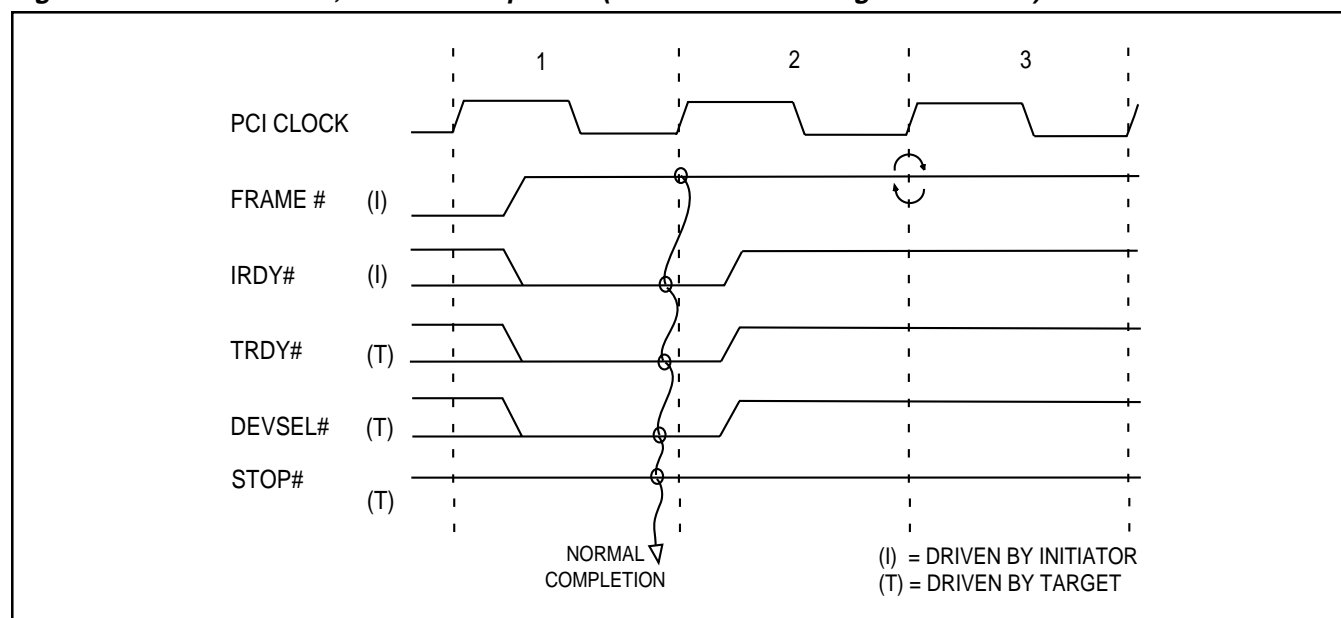 1 2 3
PCI CLOCK
FRAME # (I)
IRDY# (I)
TRDY# (T)
DEVSEL# (T)
STOP#
(T)
NORMAL
COMPLETION
(I) = DRIVEN BY INITIATOR
(T) = DRIVEN BY TARGET